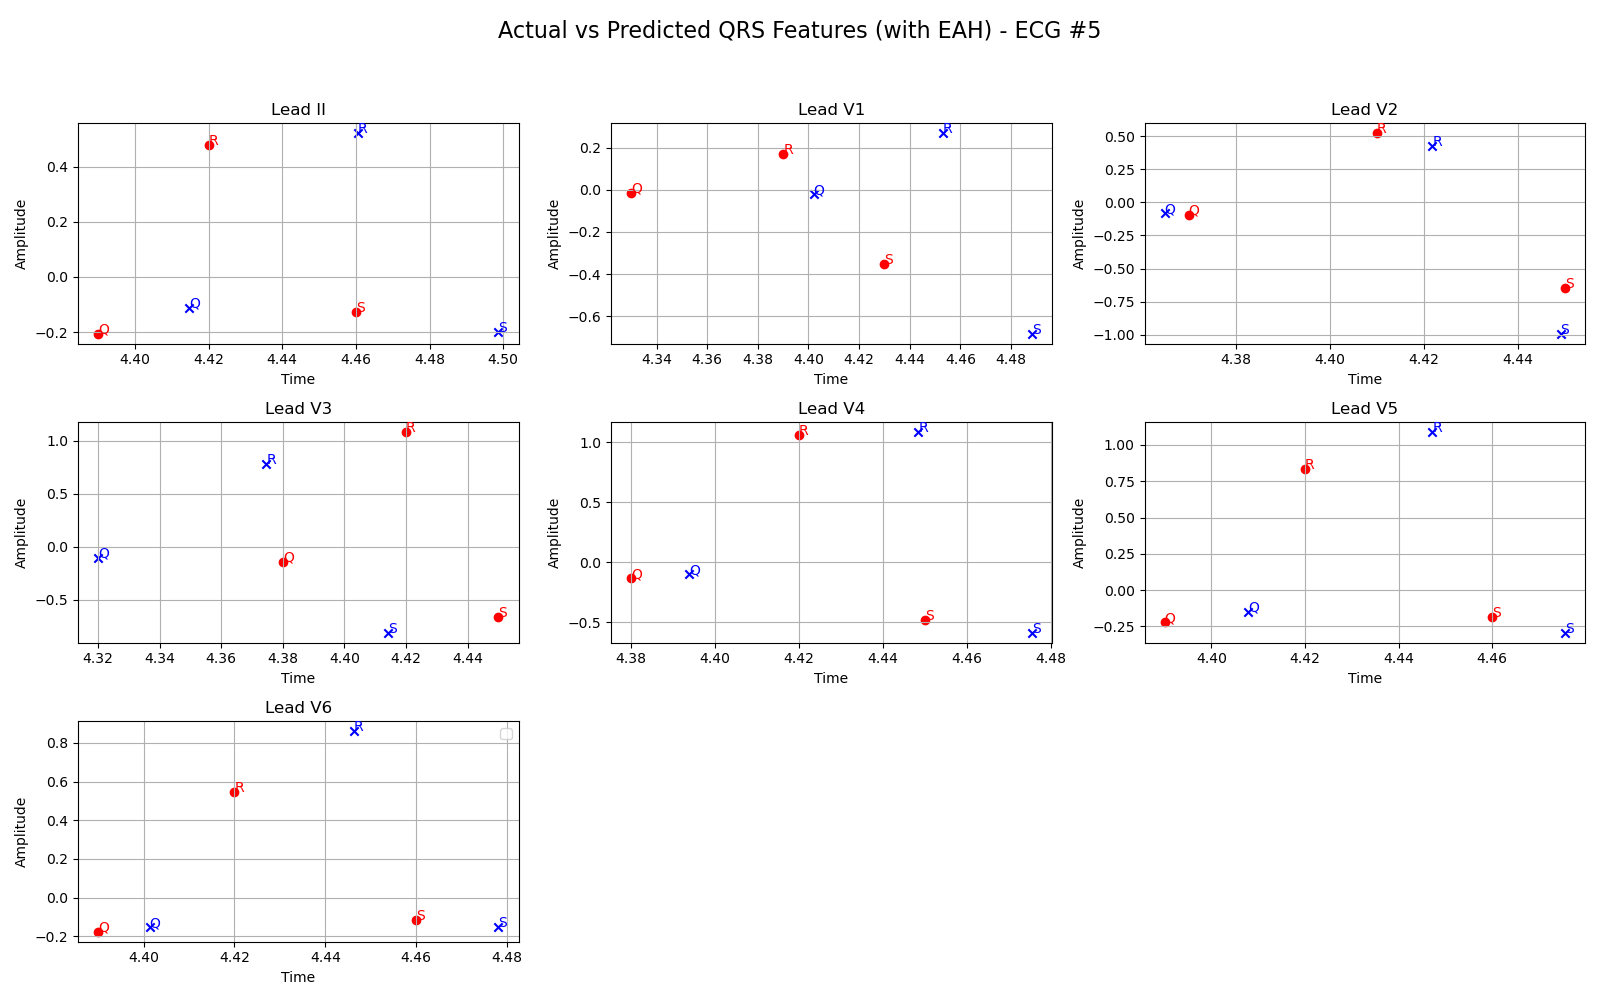 Actual vs Predicted QRS Features (with EAH) - ECG #5
Lead II
Lead V1
Lead V2
Amplitude
0.4
0.2
0.0
−0.2
R
R
Q
Q
S
S
4.40 4.42 4.44 4.46 4.48 4.50
Time
Amplitude
0.2
0.0
−0.2
−0.4
−0.6
R
R
Q
Q
S
S
4.34 4.36 4.38 4.40 4.42 4.44 4.46 4.48
Time
Amplitude
0.50
0.25
0.00
−0.25
−0.50
−0.75
−1.00
R
R
Q
Q
S
S
4.38 4.40 4.42 4.44
Time
Lead V3
Lead V4
Lead V5
Amplitude
1.0
0.5
0.0
−0.5
R
R
Q
Q
S
S
4.32 4.34 4.36 4.38 4.40 4.42 4.44
Time
Amplitude
1.0
0.5
0.0
−0.5
R
R
Q
Q
S
S
4.38 4.40 4.42 4.44 4.46 4.48
Time
Amplitude
1.00
0.75
0.50
0.25
0.00
−0.25
R
R
Q
Q
S
S
4.40 4.42 4.44 4.46
Time
Lead V6
Amplitude
0.8
0.6
0.4
0.2
0.0
−0.2
R
R
Q
Q
S
S
4.40 4.42 4.44 4.46 4.48
Time